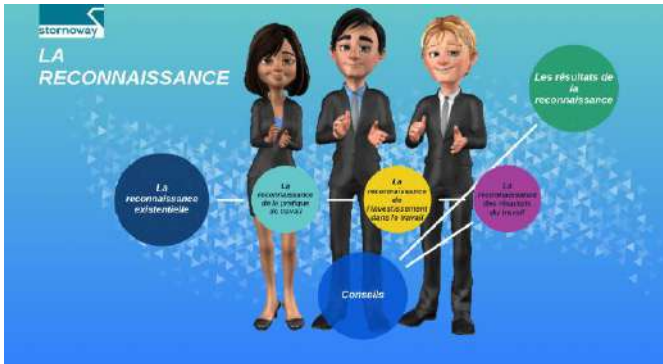 stornoway
LA
RECONNAISSANCE
Les résultats de
la
reconnaissance
La
reconnaissance
existentielle
La
reconnaissance
de la pratique
de travail
La
reconnaissance
de
l'investissement
dans le travail
La
reconnaissance
des résultats
du travail
Conseils